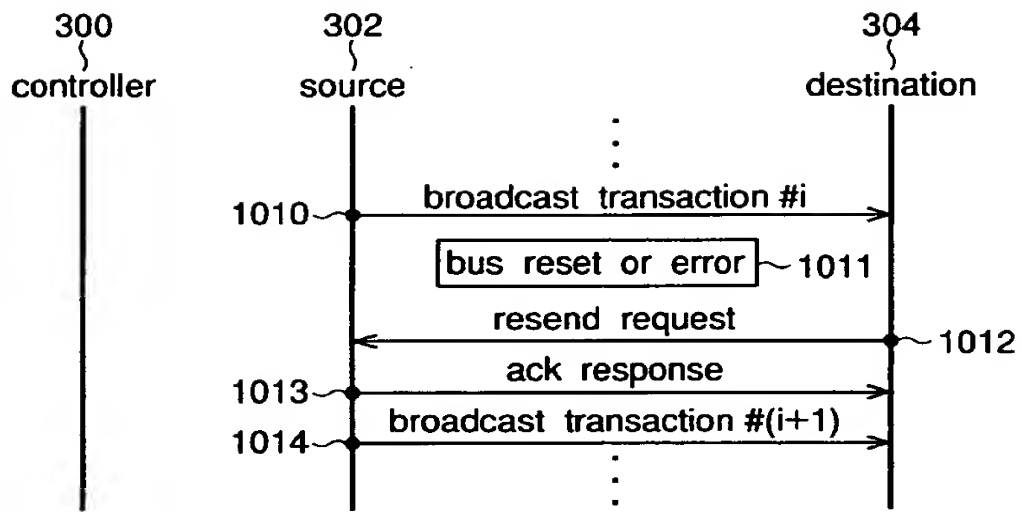 300 302 304
controller source destination
broadcast transaction #i
1010
bus reset or error 1011
resend request
1012
ack response
1013
broadcast transaction #(i+1)
1014